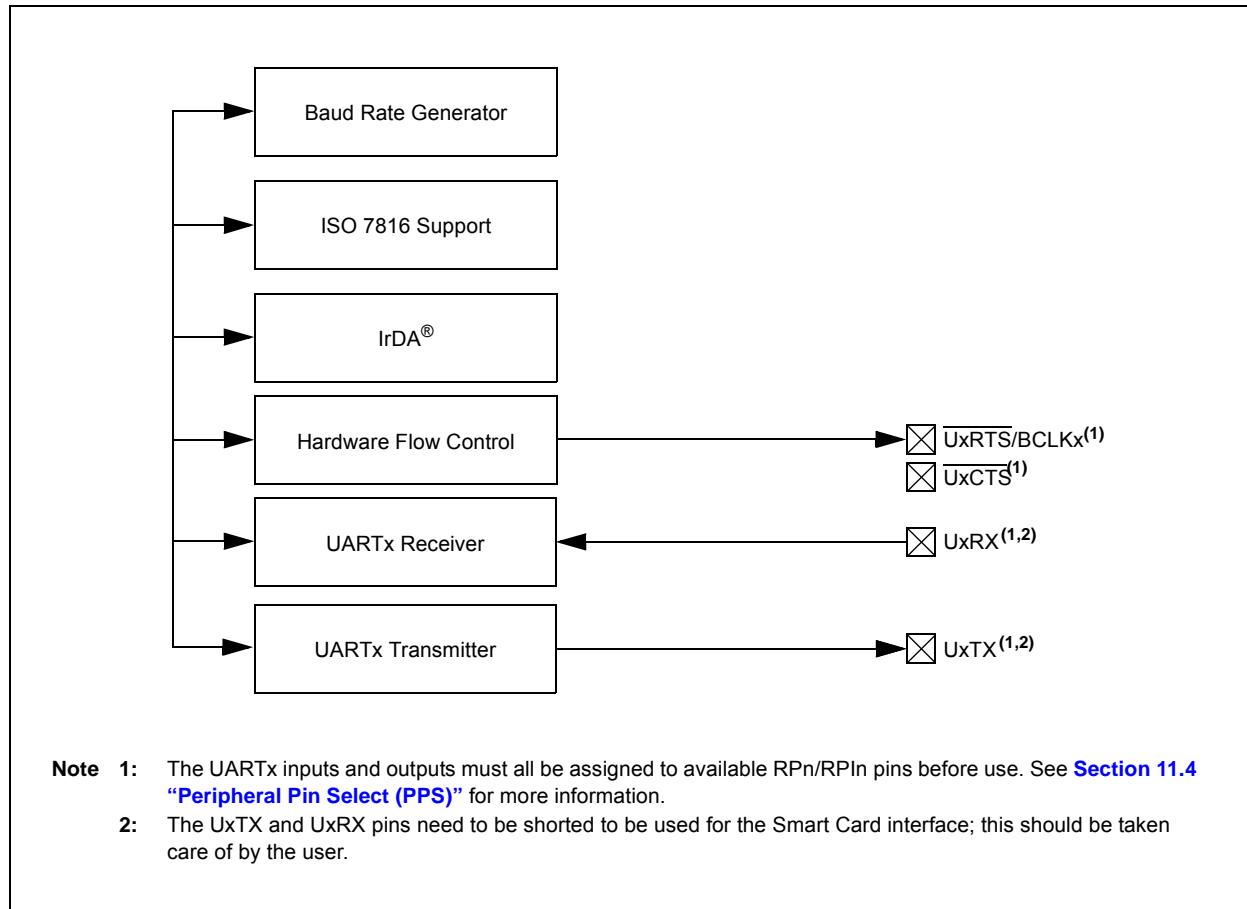 Baud Rate Generator
ISO 7816 Support
IrDA®
Hardware Flow Control
UxRTS/BCLKx(1)
UxCTS(1)
UARTx Receiver
UxRX(1,2)
UARTx Transmitter
UxTX(1,2)
Note 1: The UARTx inputs and outputs must all be assigned to available RPn/RPIn pins before use. See Section 11.4
“Peripheral Pin Select (PPS)” for more information.
2: The UxTX and UxRX pins need to be shorted to be used for the Smart Card interface; this should be taken
care of by the user.